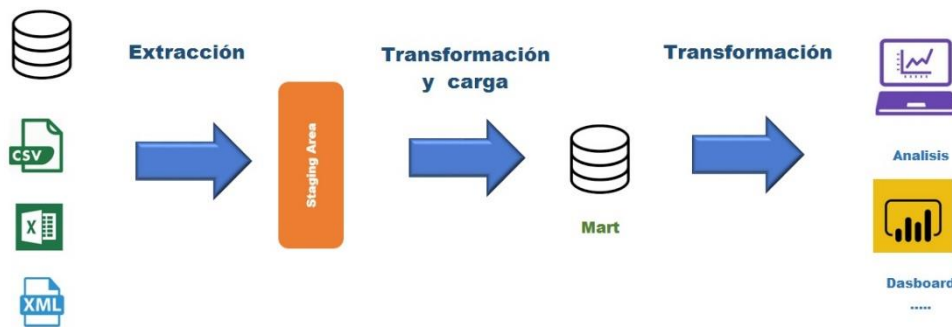 Extracción
Transformación
y carga
Transformación
CSV
X
XML
Staging Area
Mart
Analisis
Dasboard
.....